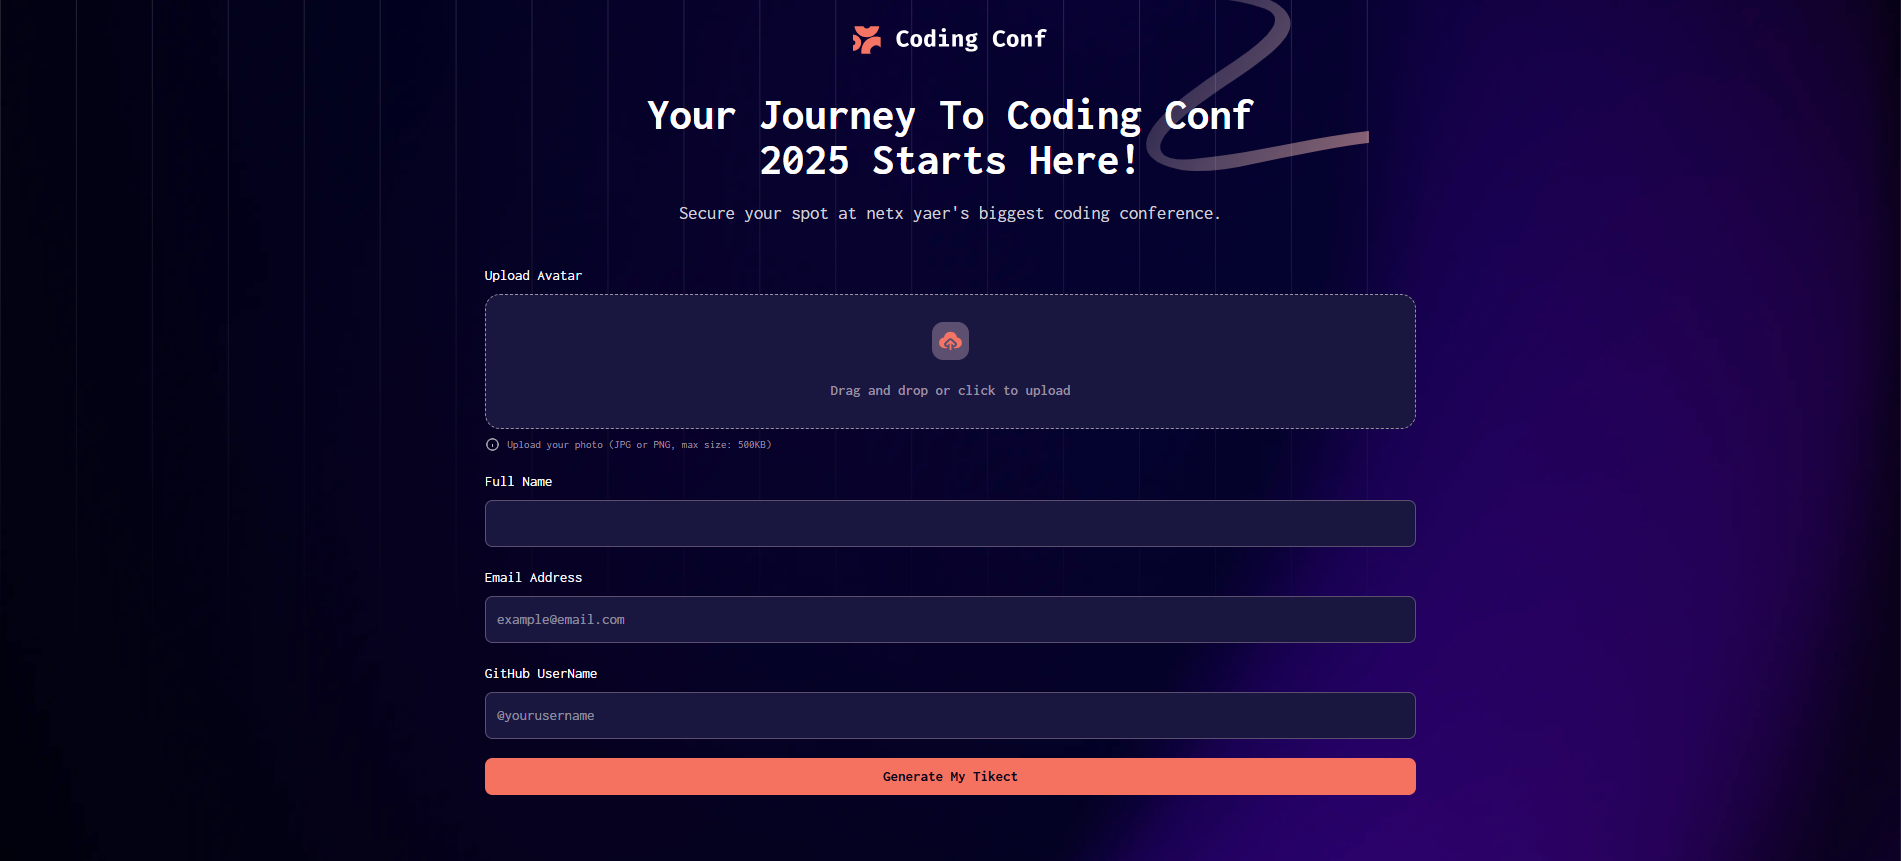 Coding Conf
Your Journey To Coding Conf
2025 Starts Here!
Secure your spot at netx yaer's biggest coding conference.
Upload Avatar
Drag and drop or click to upload
Upload your photo (JPG or PNG, max size: 500KB)
Full Name
Email Address
example@email.com
GitHub UserName
@yourusername
Generate My Tikect